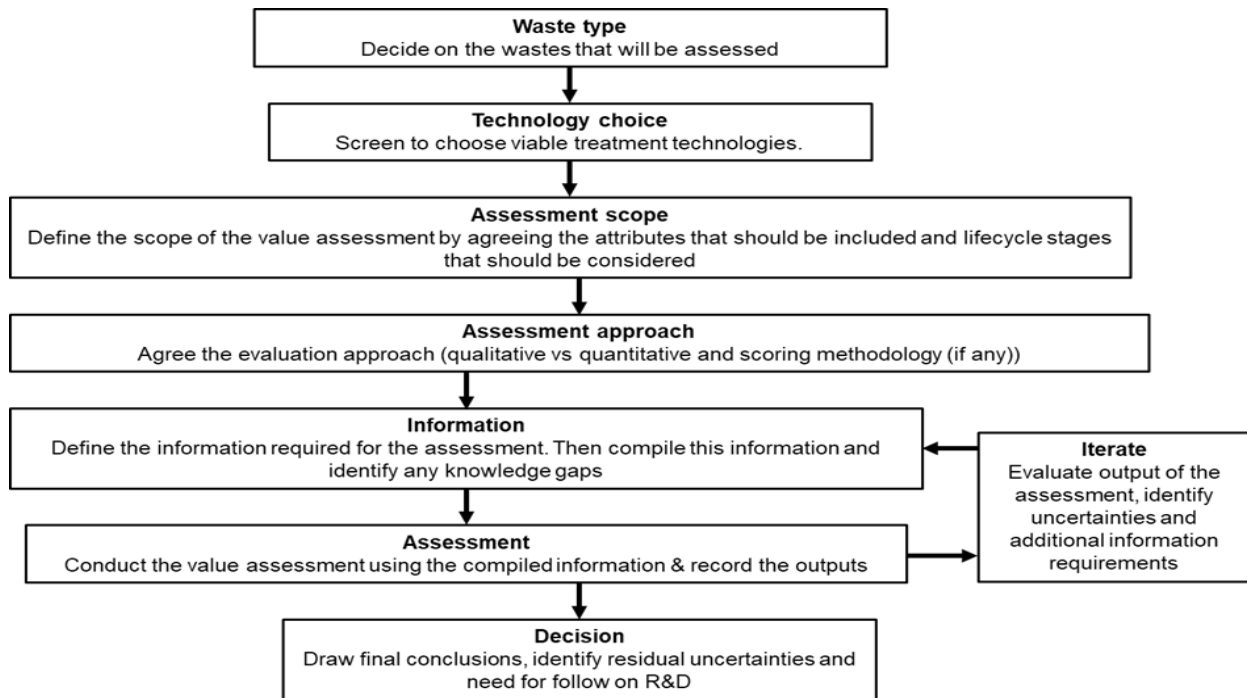 Waste type
Decide on the wastes that will be assessed
Technology choice
Screen to choose viable treatment technologies.
Assessment scope
Define the scope of the value assessment by agreeing the attributes that should be included and lifecycle stages
that should be considered
Assessment approach
Agree the evaluation approach (qualitative vs quantitative and scoring methodology (if any))
Information
Define the information required for the assessment. Then compile this information and
identify any knowledge gaps
Iterate
Evaluate output of the
assessment, identify
uncertainties and
additional information
requirements
Assessment
Conduct the value assessment using the compiled information & record the outputs
Decision
Draw final conclusions, identify residual uncertainties and
need for follow on R&D